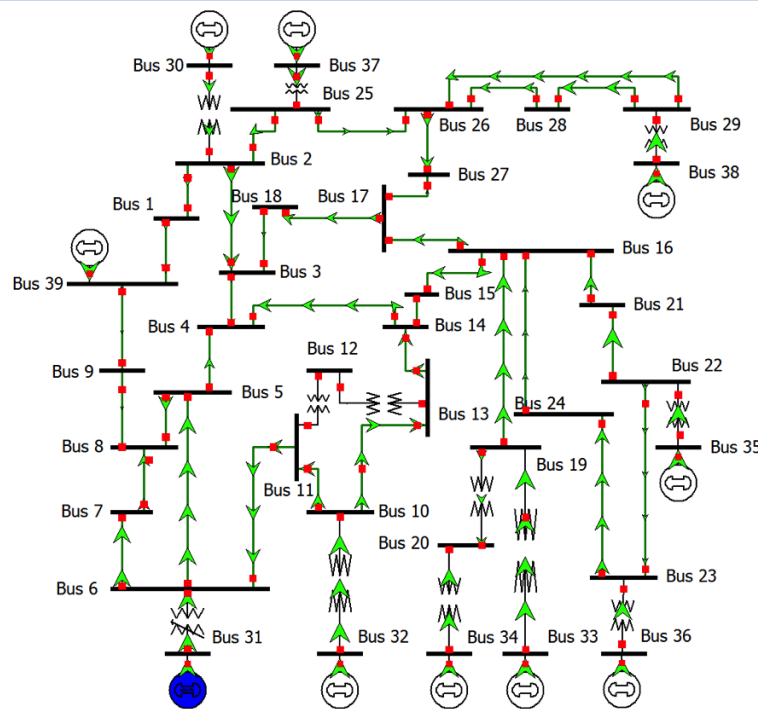 Bus 30
Bus 37
Bus 25
Bus 26
Bus 28
Bus 29
Bus 2
Bus 38
Bus 27
Bus 18
Bus 17
Bus 1
Bus 16
Bus 39
Bus 3
Bus 15
Bus 21
Bus 4
Bus 14
Bus 12
Bus 22
Bus 9
Bus 5
Bus 13
Bus 24
Bus 8
Bus 35
Bus 19
Bus 11
Bus 7
Bus 10
Bus 20
Bus 6
Bus 23
Bus 31
Bus 32
Bus 34
Bus 33
Bus 36